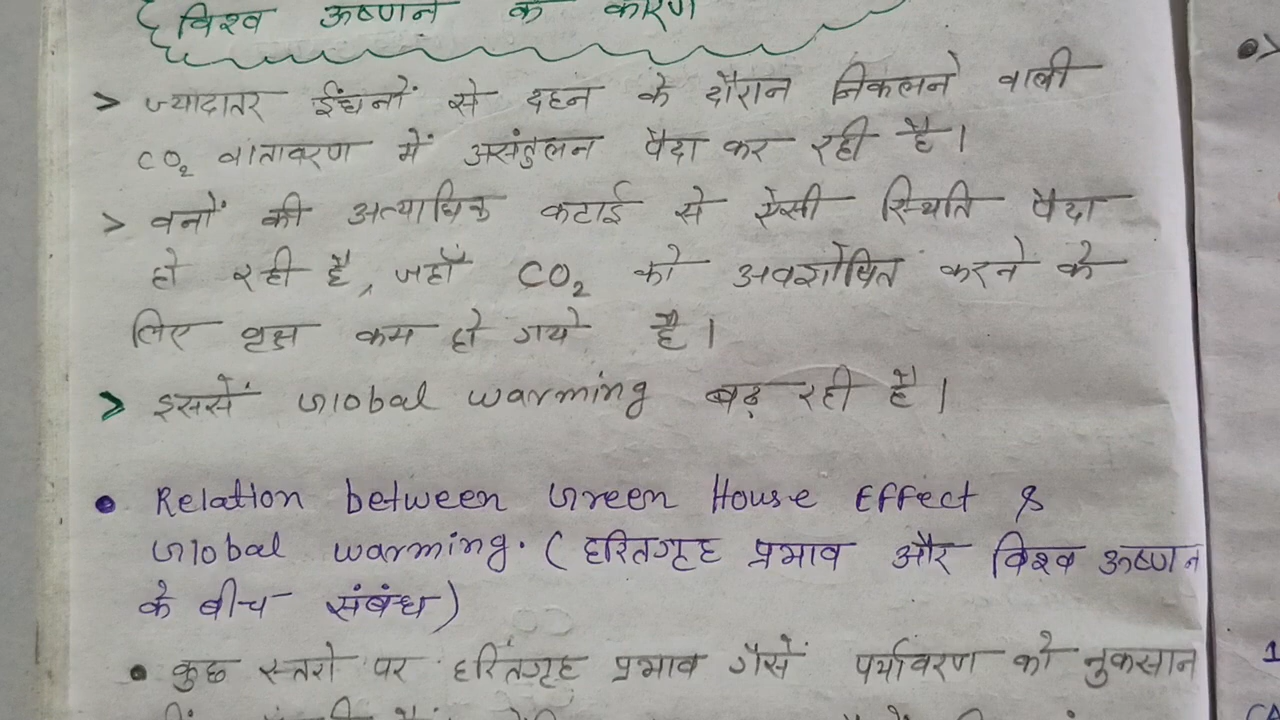 विश्व ऊष्णन के कारण
> ज्यादातर ईंधनों से दहन के दौरान निकलने वाली
CO₂ वातावरण में असंतुलन पैदा कर रही है।
> वनों की अत्याधिक कटाई से ऐसी स्थिति पैदा
हो रही है, जहाँ CO₂ को अवशोषित करने के
लिए वृक्ष कम हो गये है।
> इससें Global warming बढ़ रही है।
• Relation between Green House Effect &
Global warming. (हरितगृह प्रभाव और विश्व ऊष्णन
के बीच संबंध)
• कुछ स्तरो पर हरितगृह प्रभाव गैसें पर्यावरण को नुकसान
1